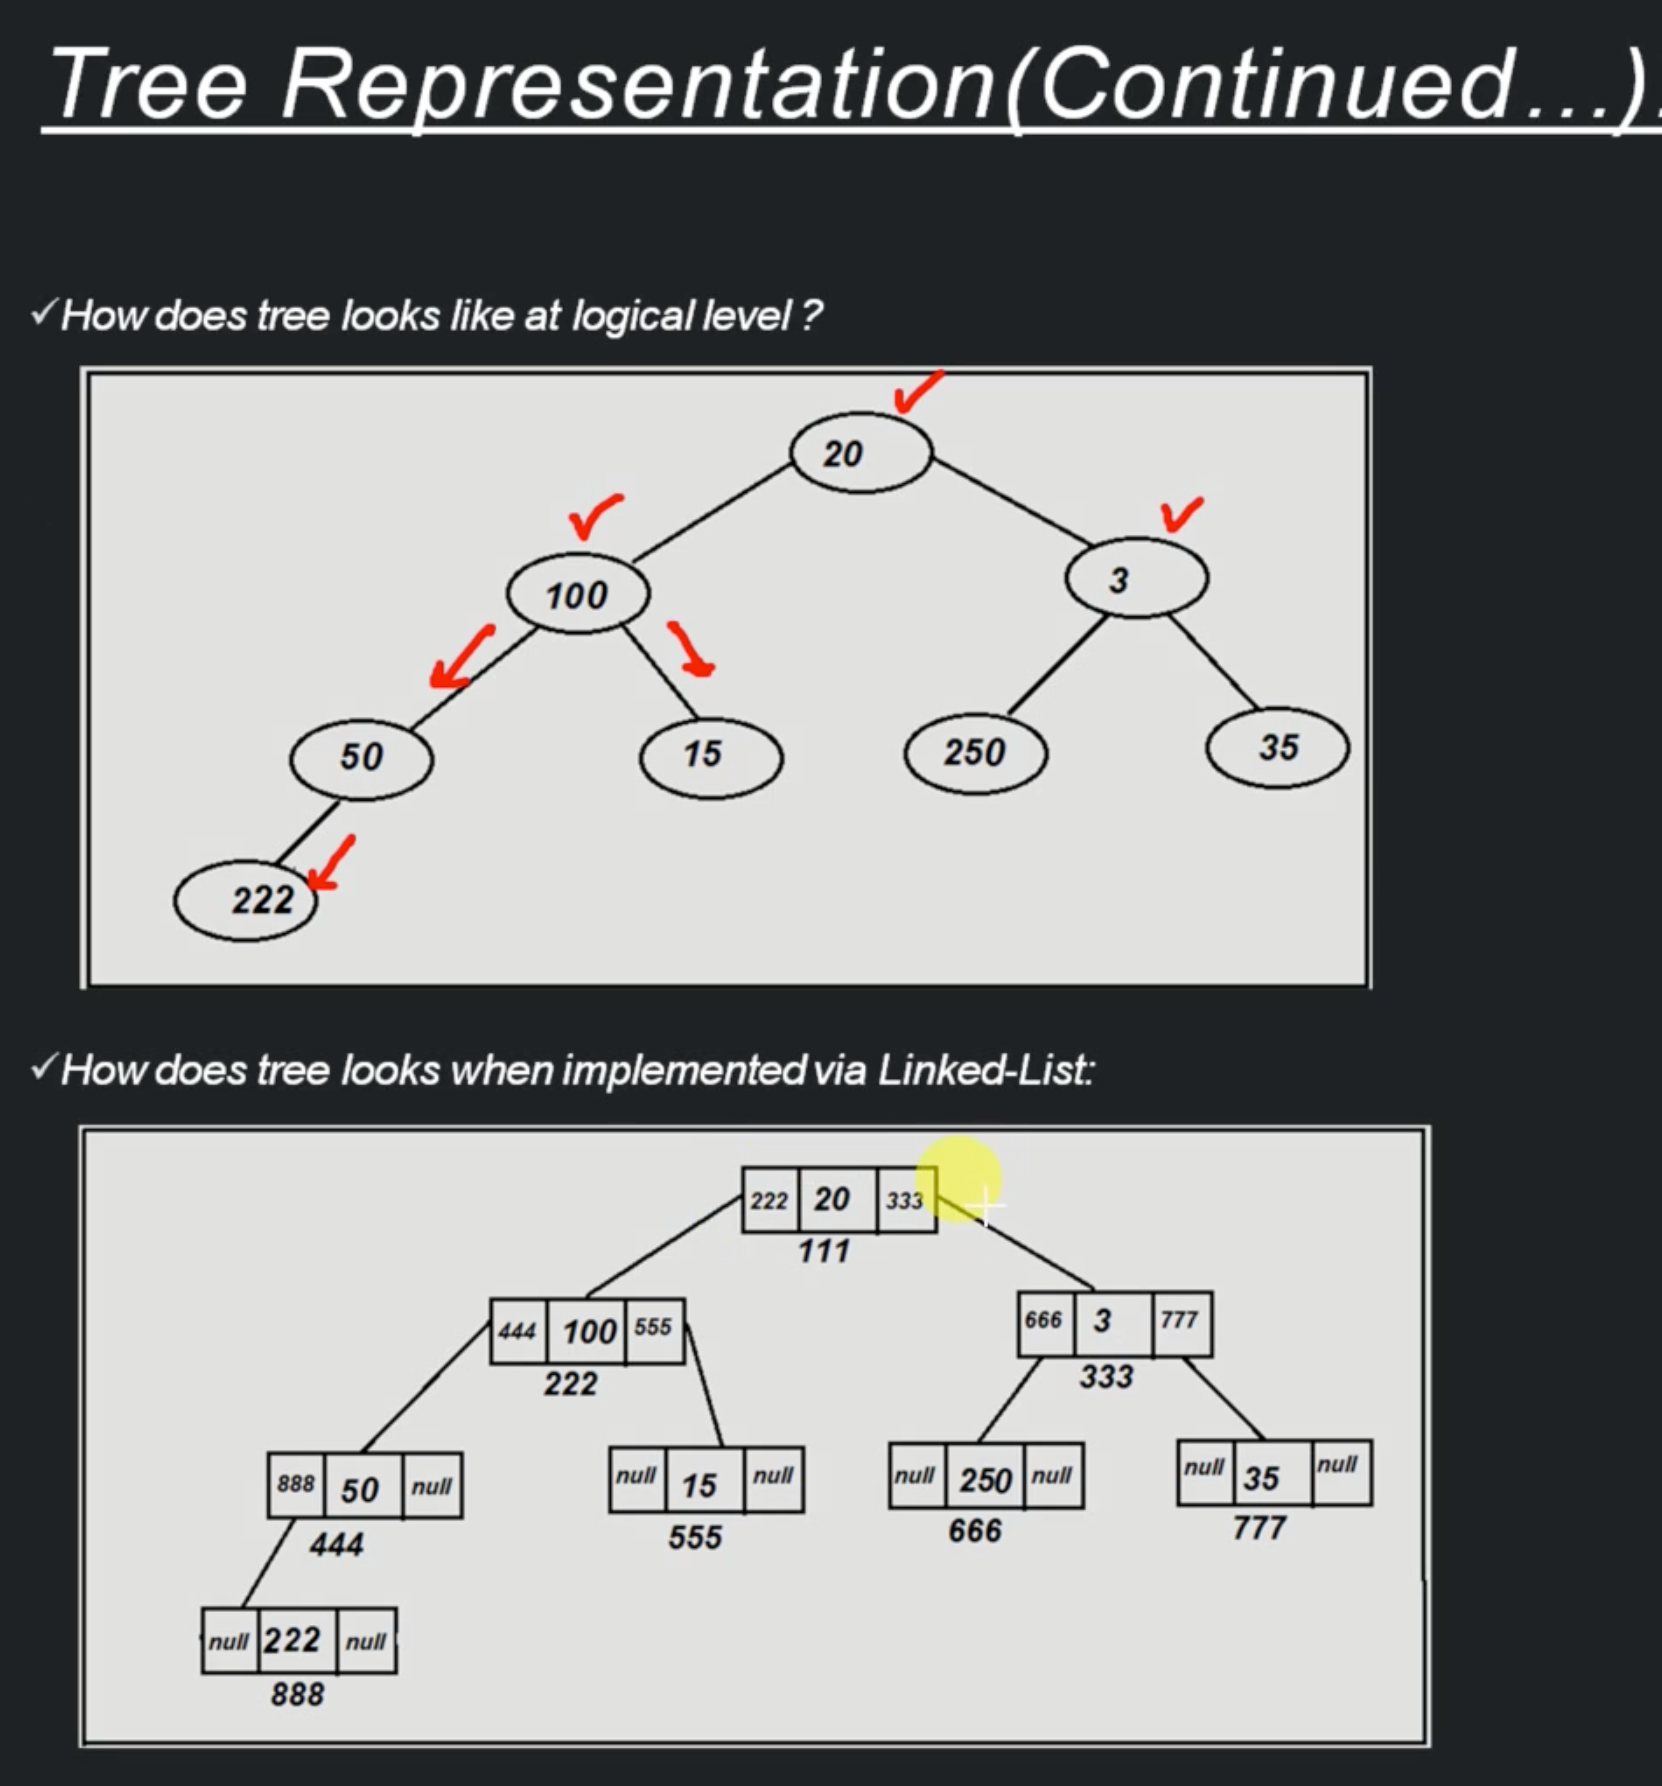 Tree Representation(Continued...).
✓How does tree looks like at logical level ?
20
100
3
50
15
250
35
222
✓How does tree looks when implemented via Linked-List:
222 20 333
111
444 100 555
222
666 3 777
333
888 50 null
444
null 15 null
555
null 250 null
666
null 35 null
777
null 222 null
888